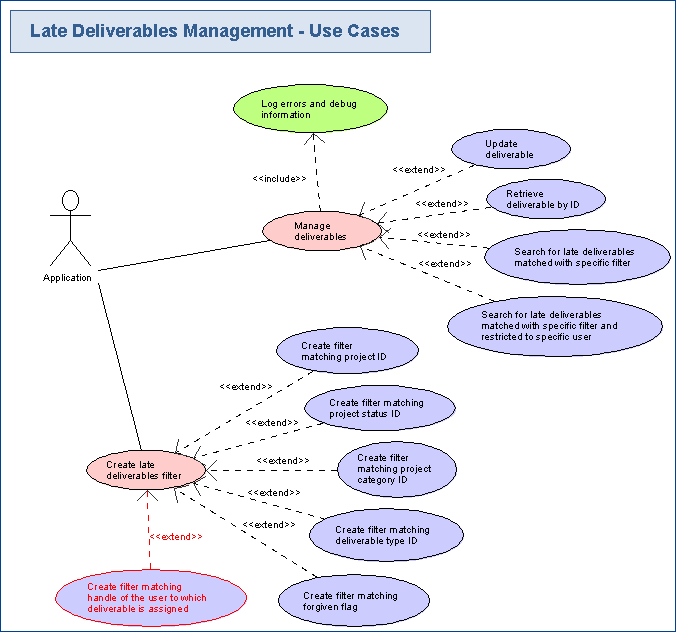 Late Deliverables Management - Use Cases
Log errors and debug
information
<<include>>
Update
deliverable
<<extend>>
Retrieve
deliverable by ID
<<extend>>
Manage
deliverables
<<extend>>
Search for late deliverables
matched with specific filter
<<extend>>
Search for late deliverables
matched with specific filter and
restricted to specific user
Application
Create filter
matching project ID
<<extend>>
Create filter matching
project status ID
<<extend>>
Create late
deliverables filter
<<extend>>
Create filter
matching project
category ID
<<extend>>
Create filter matching
deliverable type ID
<<extend>>
Create filter matching
forgiven flag
<<extend>>
Create filter matching
handle of the user to which
deliverable is assigned